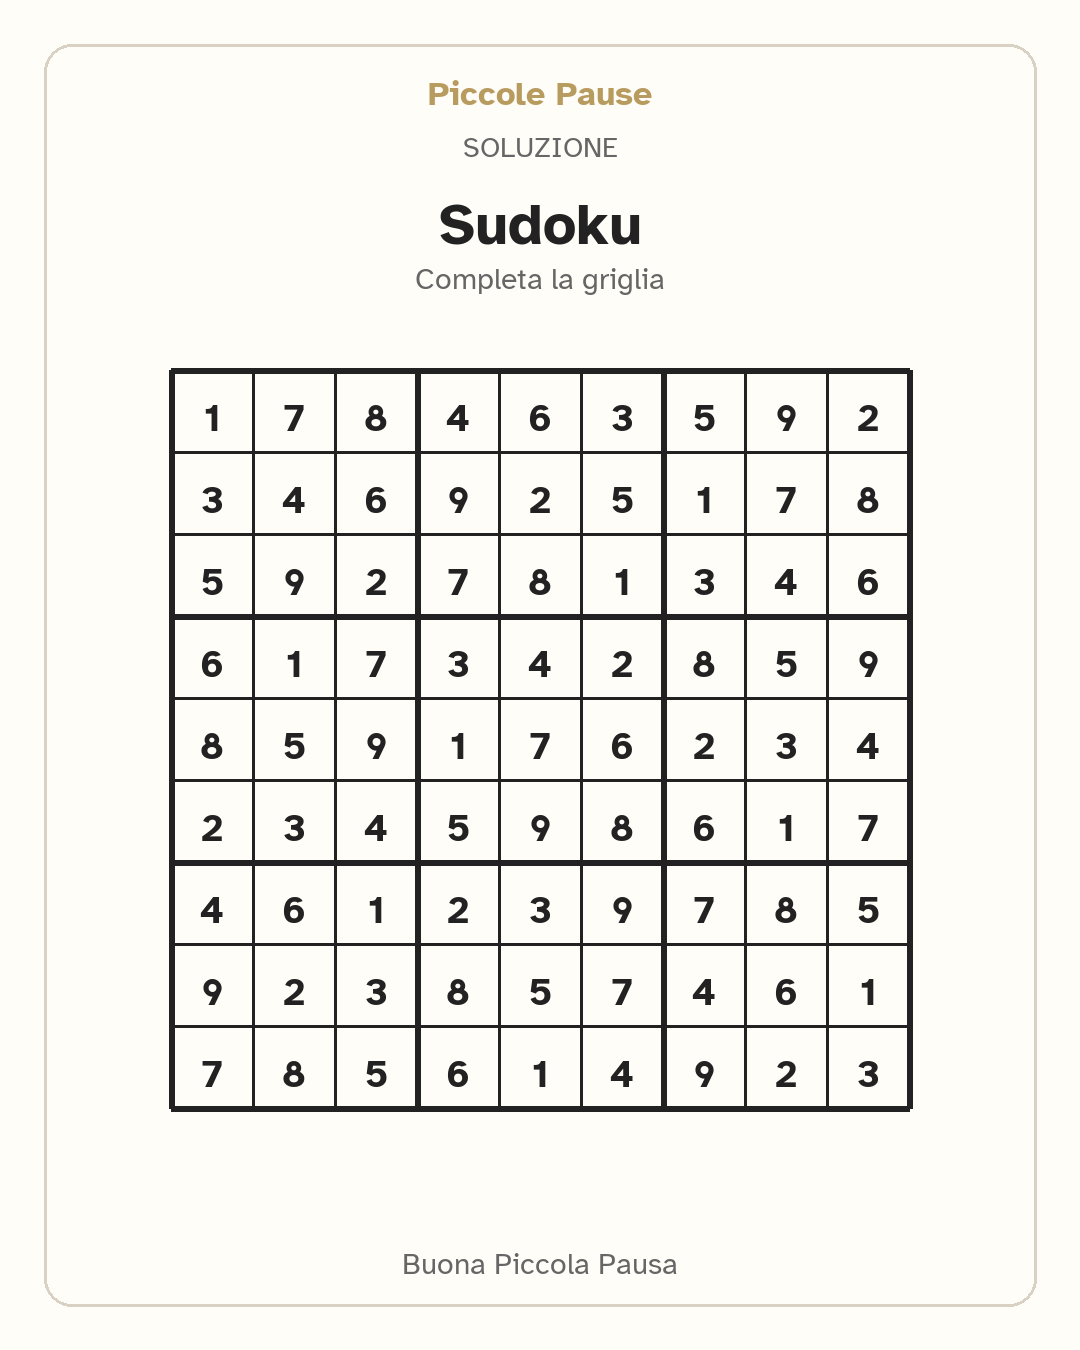 Piccole Pause
SOLUZIONE
Sudoku
Completa la griglia
1 7 8 4 6 3 5 9 2
3 4 6 9 2 5 1 7 8
5 9 2 7 8 1 3 4 6
6 1 7 3 4 2 8 5 9
8 5 9 1 7 6 2 3 4
2 3 4 5 9 8 6 1 7
4 6 1 2 3 9 7 8 5
9 2 3 8 5 7 4 6 1
7 8 5 6 1 4 9 2 3
Buona Piccola Pausa